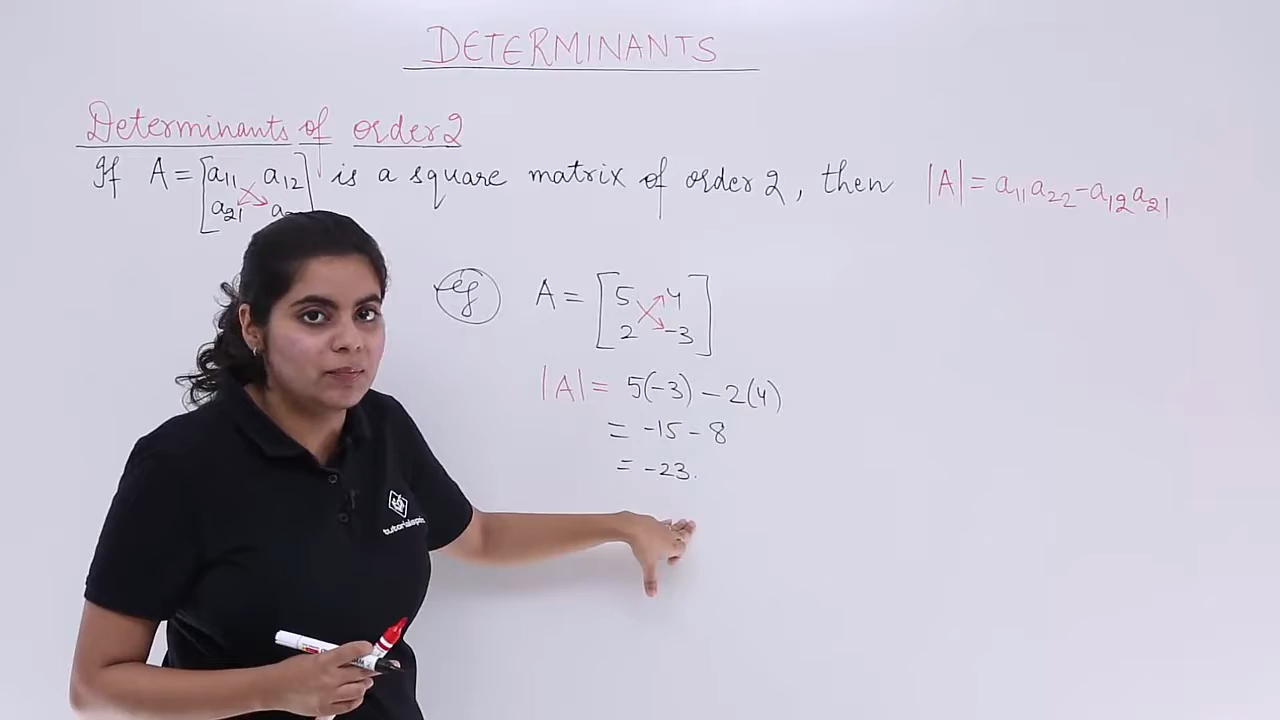 DETERMINANTS
Determinants of order 2
If A = [a11 a12
a21 a
is a square matrix of order 2, then |A| = a11a22-a12a21
eg A = [5 4
2 -3]
|A| = 5(-3) - 2(4)
= -15 - 8
= -23.
tutorialspoint